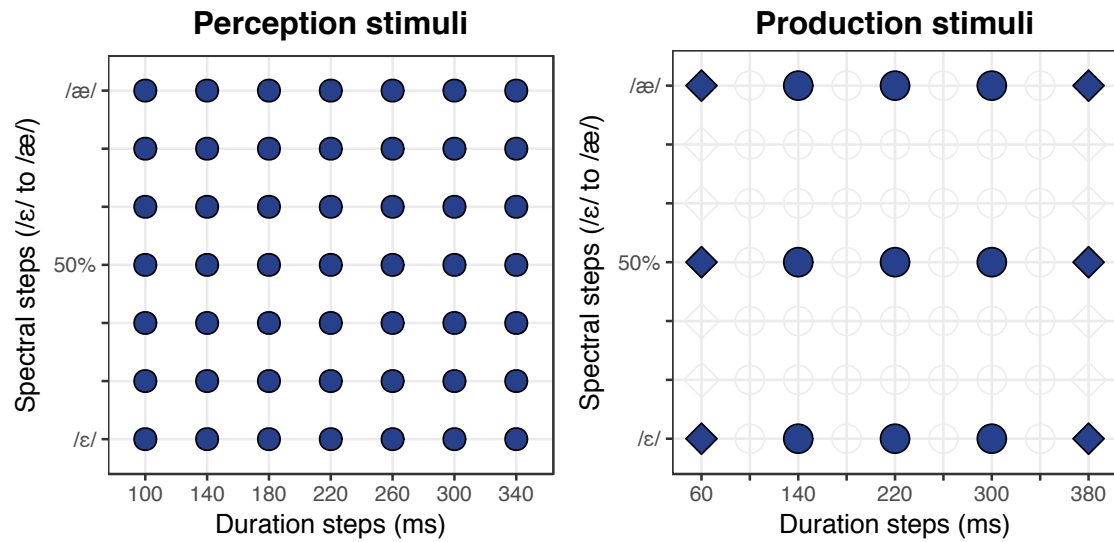 Perception stimuli
Spectral steps (/ɛ/ to /æ/)
/æ/
50%
/ɛ/
100 140 180 220 260 300 340
Duration steps (ms)
Production stimuli
Spectral steps (/ɛ/ to /æ/)
/æ/
50%
/ɛ/
60 140 220 300 380
Duration steps (ms)